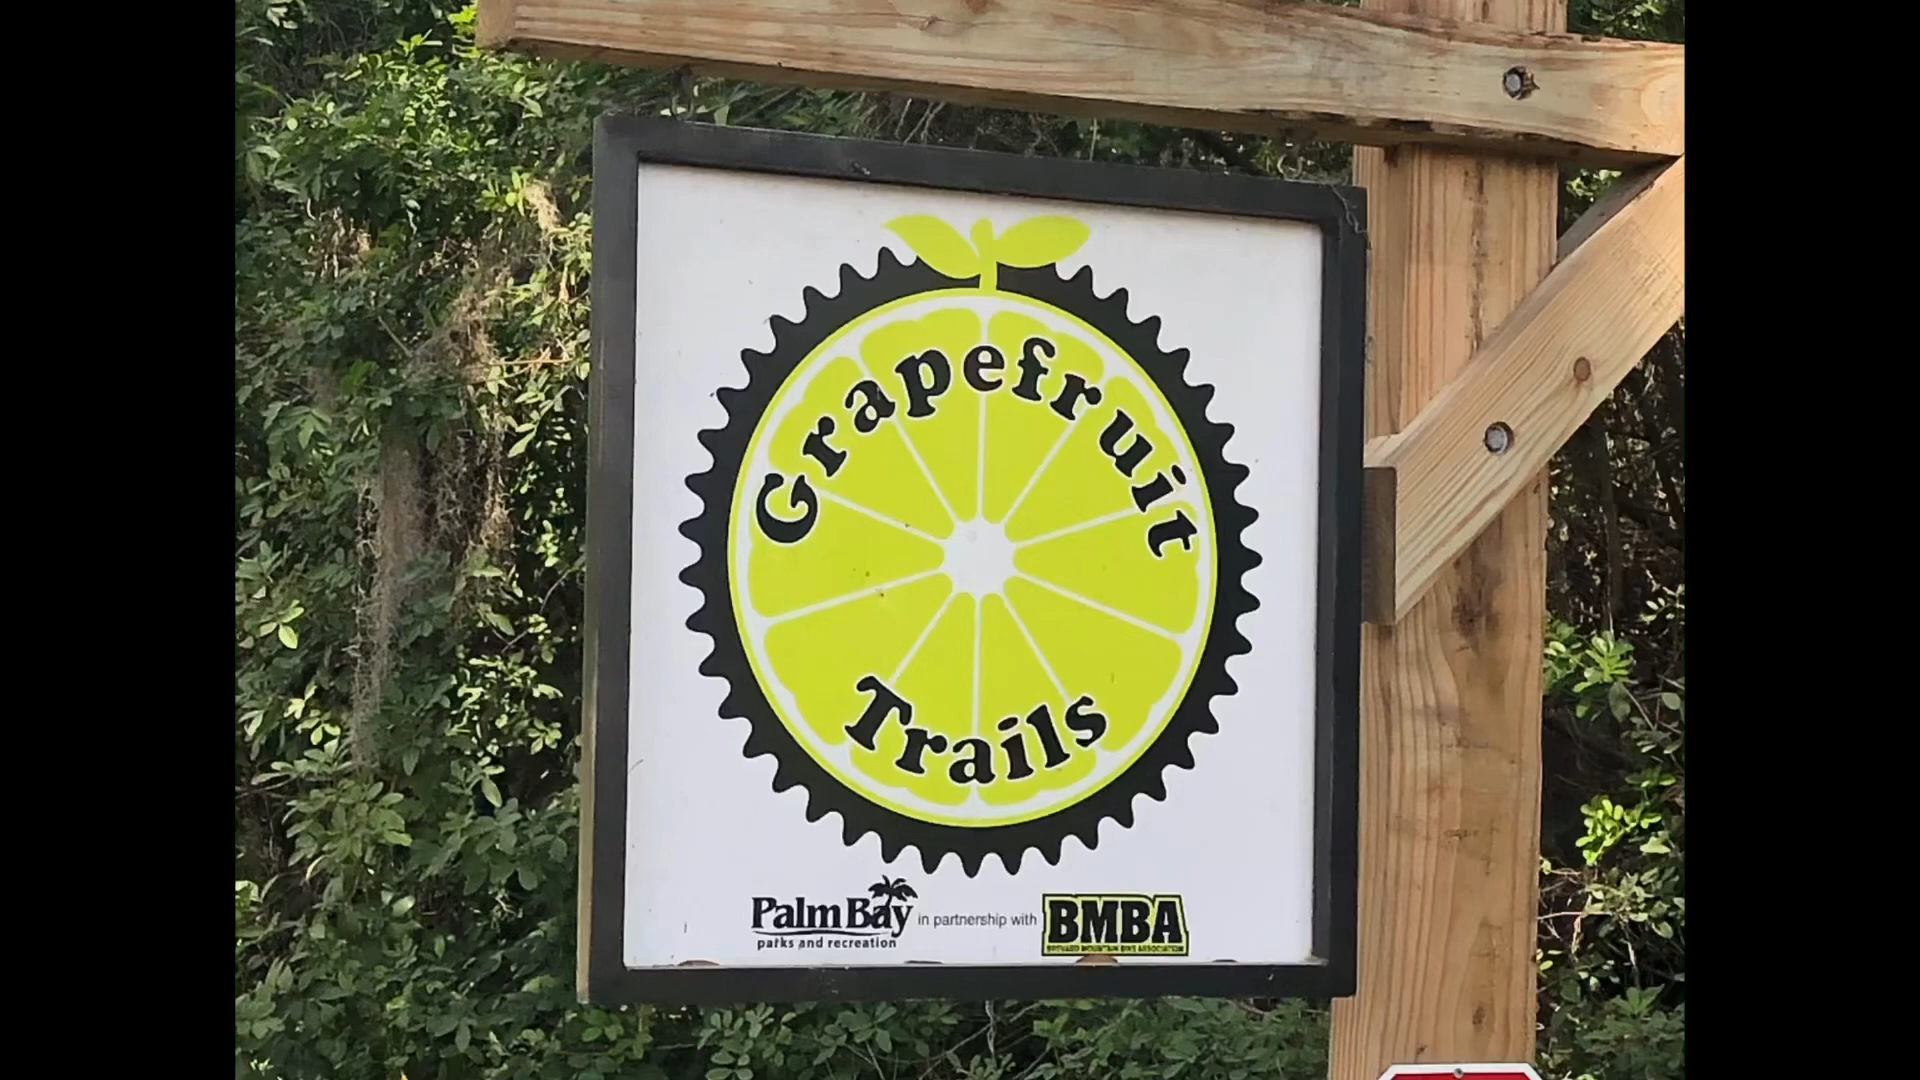 Grapefruit
Trails
Palm Bay
parks and recreation
in partnership with
BMBA
BREVARD MOUNTAIN BIKE ASSOCIATION